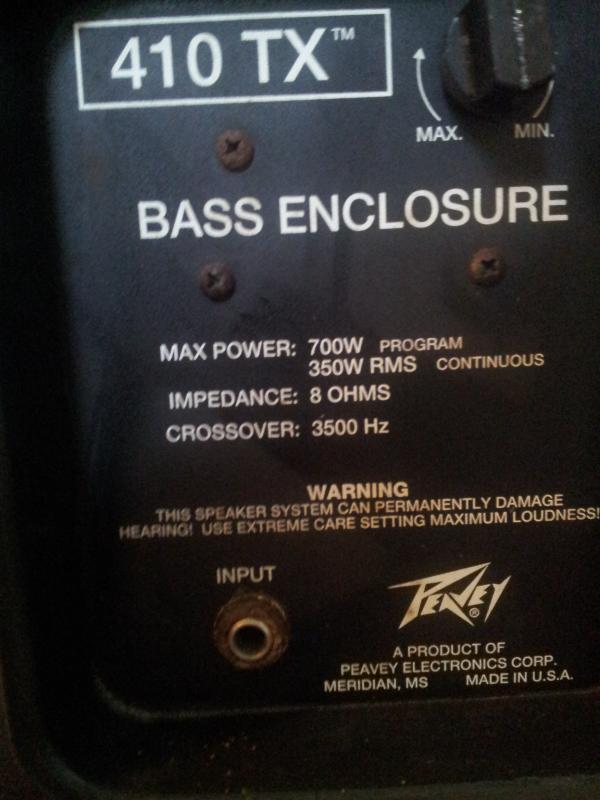 410 TX™
MAX. MIN.
BASS ENCLOSURE
MAX POWER: 700W PROGRAM
350W RMS CONTINUOUS
IMPEDANCE: 8 OHMS
CROSSOVER: 3500 Hz
WARNING
THIS SPEAKER SYSTEM CAN PERMANENTLY DAMAGE
HEARING! USE EXTREME CARE SETTING MAXIMUM LOUDNESS!
INPUT
PEAVEY®
A PRODUCT OF
PEAVEY ELECTRONICS CORP.
MERIDIAN, MS MADE IN U.S.A.